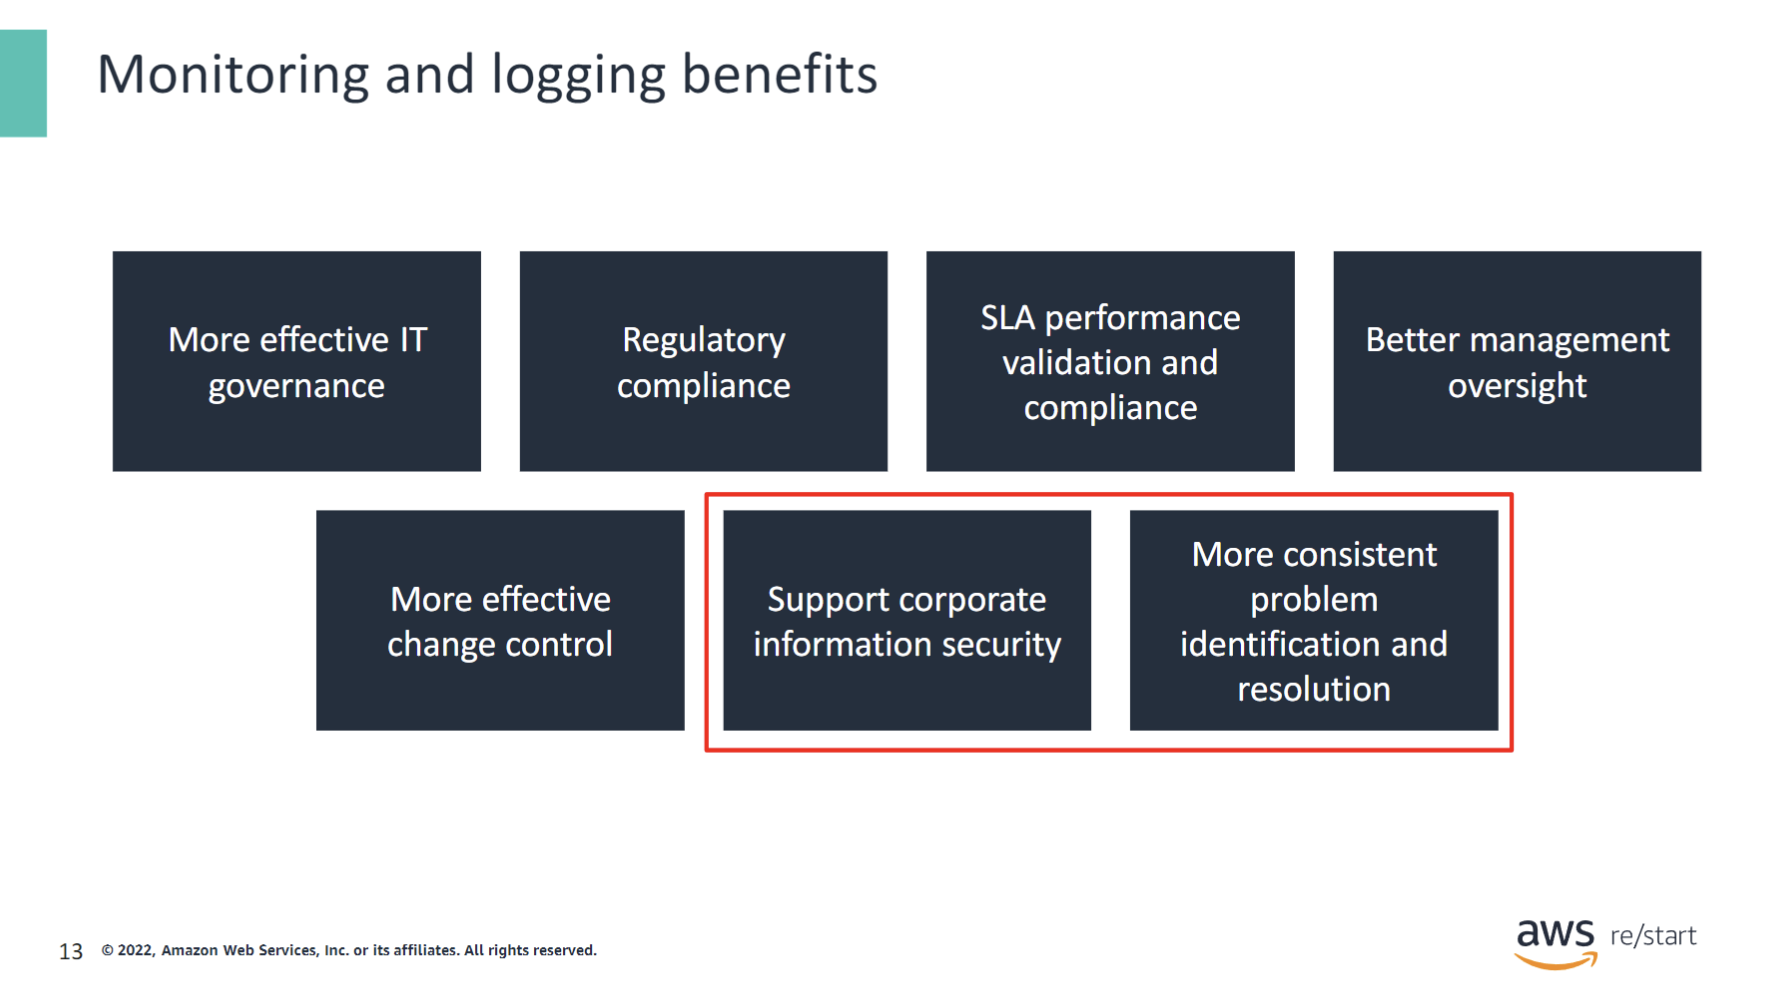 Monitoring and logging benefits
More effective IT
governance
Regulatory
compliance
SLA performance
validation and
compliance
Better management
oversight
More effective
change control
Support corporate
information security
More consistent
problem
identification and
resolution
13 © 2022, Amazon Web Services, Inc. or its affiliates. All rights reserved.
aws re/start